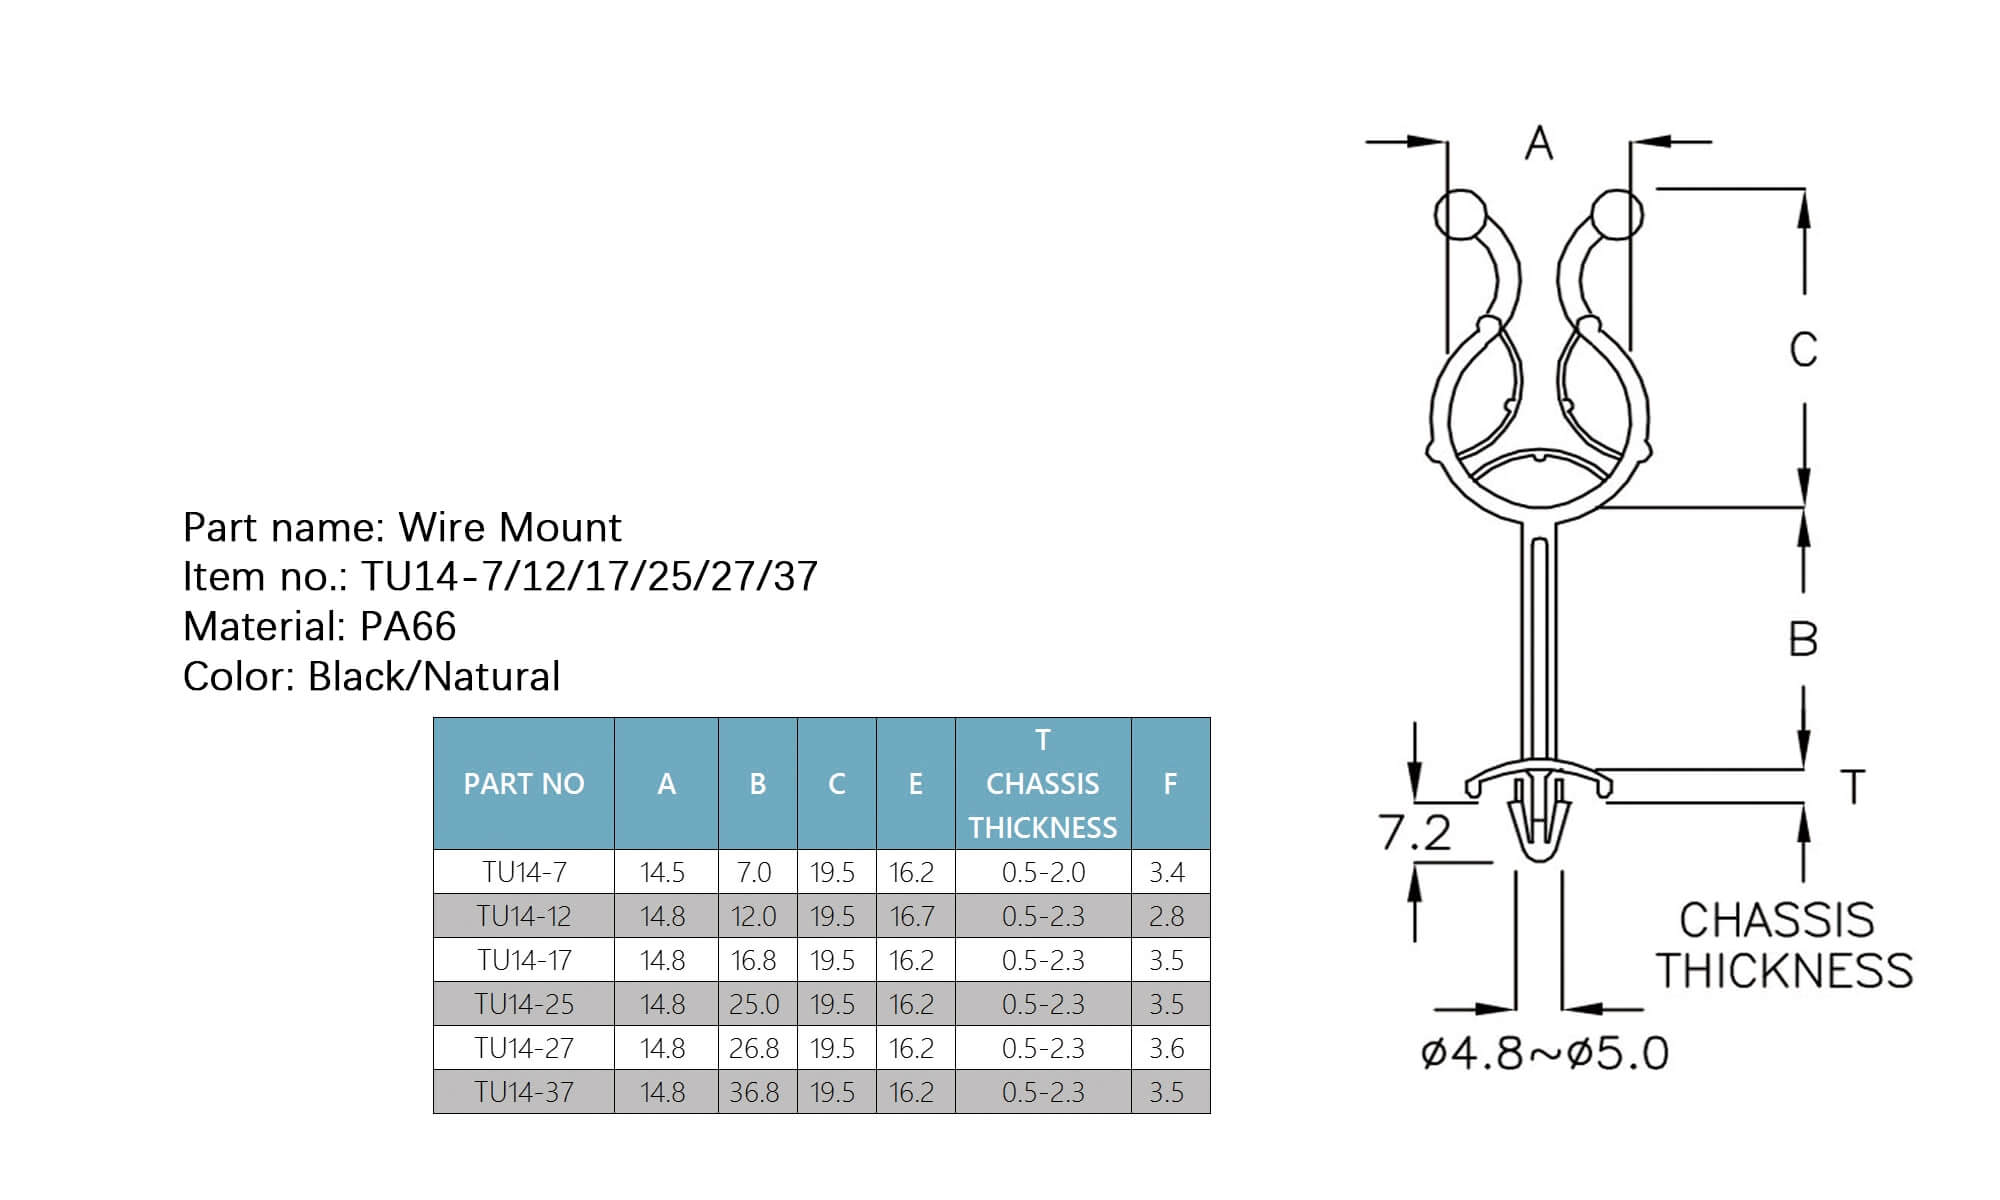 Part name: Wire Mount
Item no.: TU14-7/12/17/25/27/37
Material: PA66
Color: Black/Natural
PART NO A B C E T CHASSIS THICKNESS F
TU14-7 14.5 7.0 19.5 16.2 0.5-2.0 3.4
TU14-12 14.8 12.0 19.5 16.7 0.5-2.3 2.8
TU14-17 14.8 16.8 19.5 16.2 0.5-2.3 3.5
TU14-25 14.8 25.0 19.5 16.2 0.5-2.3 3.5
TU14-27 14.8 26.8 19.5 16.2 0.5-2.3 3.6
TU14-37 14.8 36.8 19.5 16.2 0.5-2.3 3.5
A
C
B
T
7.2
CHASSIS
THICKNESS
ø4.8~ø5.0